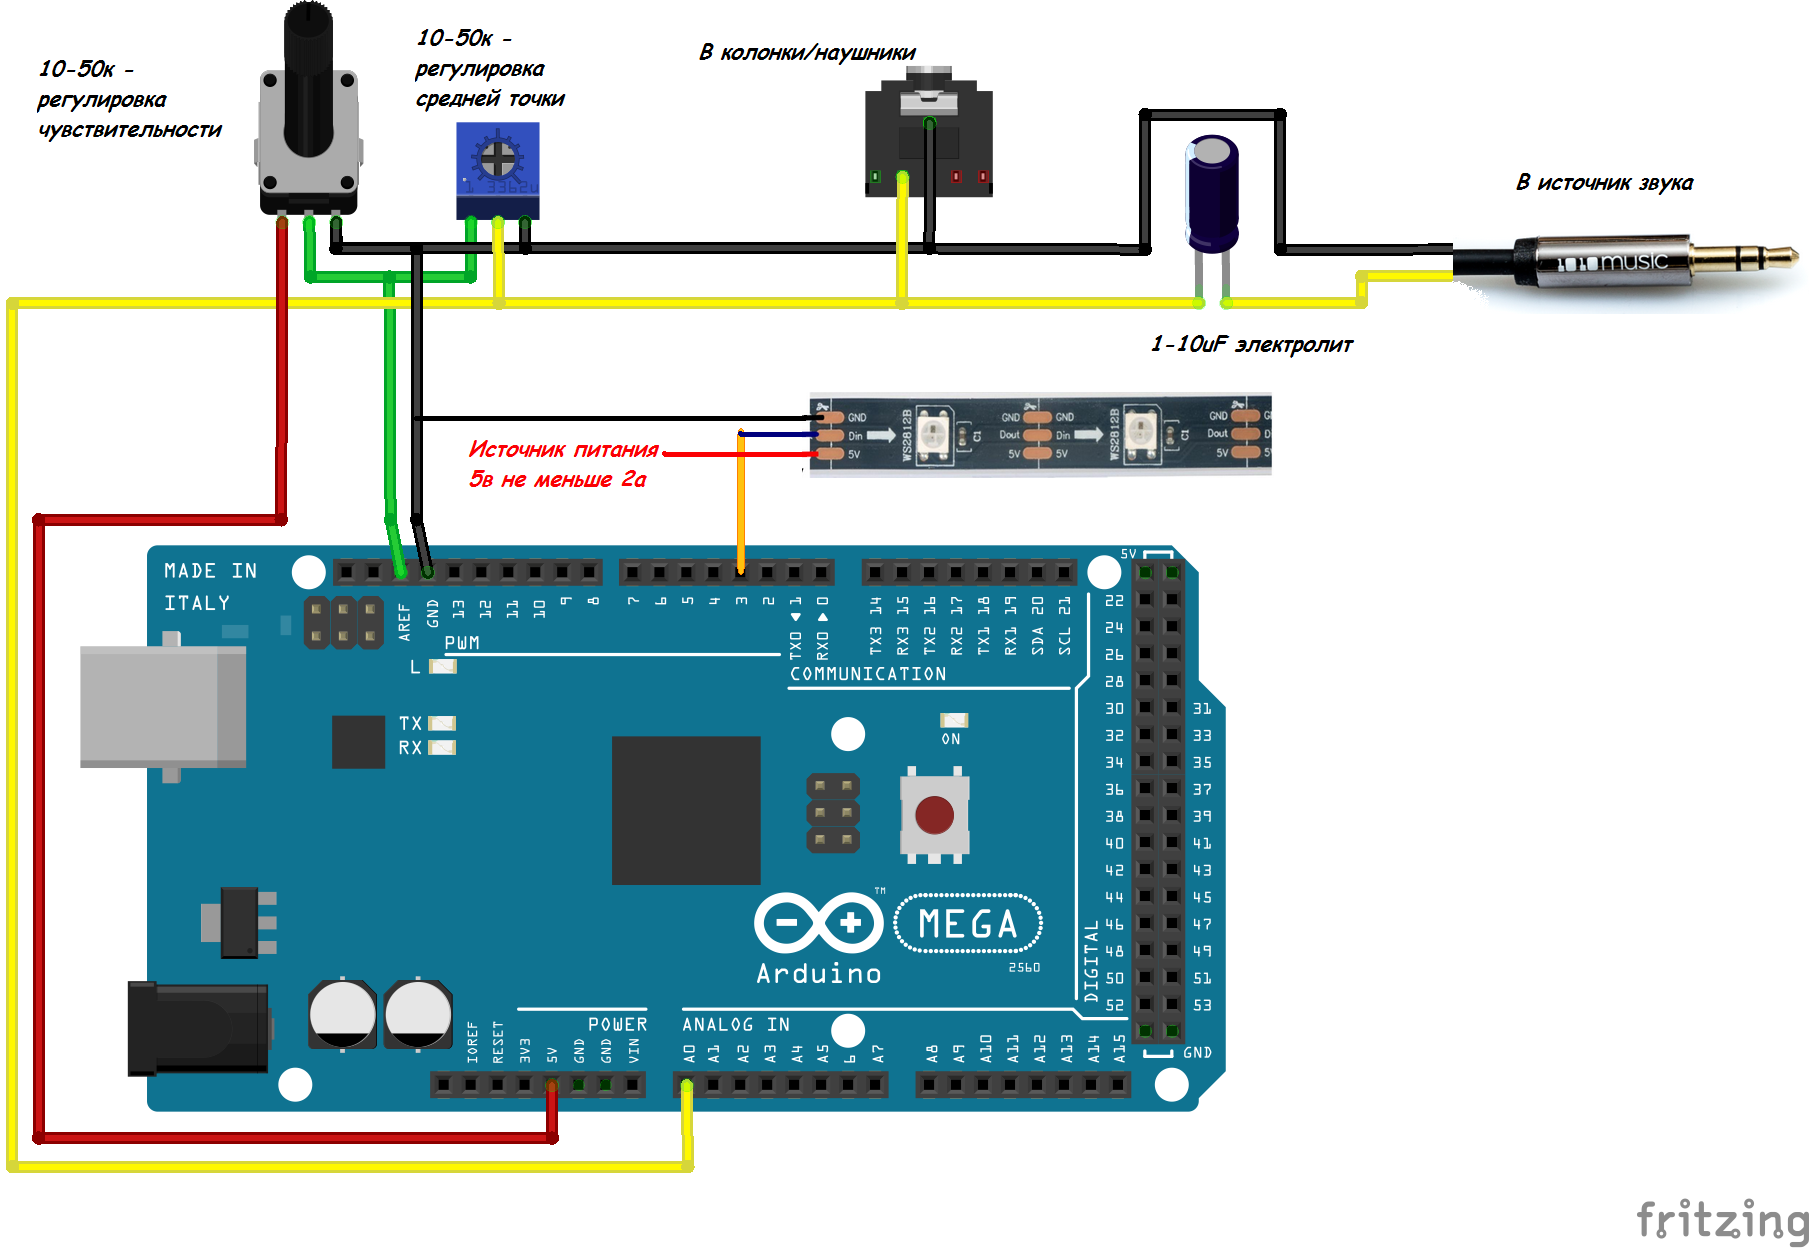 10-50к -
регулировка
чувствительности
10-50к -
регулировка
средней точки
В колонки/наушники
В источник звука
1 3362u
1010music
1-10uF электролит
GND
Din
5V
WS2812B
C1
GND
Dout
5V
GND
Din
5V
WS2812B
C1
GND
Dout
5V
Источник питания
5в не меньше 2а
MADE IN
ITALY
AREF
GND
13
12
11
10
9
8
7
6
5
4
3
2
TX0 ◀ 1
RX0 ▶ 0
TX3 14
RX3 15
TX2 16
RX2 17
TX1 18
RX1 19
SDA 20
SCL 21
PWM
COMMUNICATION
L
TX
RX
ON
5V
22
24
26
28
30 31
32 33
34 35
36 37
38 39
40 41
42 43
44 45
46 47
48 49
50 51
52 53
GND
DIGITAL
TM
MEGA
2560
Arduino
POWER
ANALOG IN
IOREF
RESET
3V3
5V
GND
GND
VIN
A0
A1
A2
A3
A4
A5
6
A7
A8
A9
A10
A11
A12
A13
A14
A15
fritzing